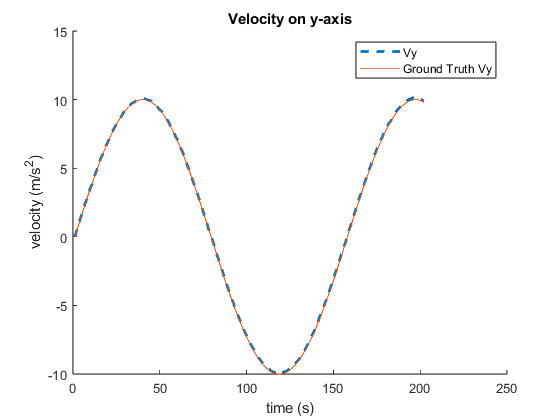 Velocity on y-axis
15
Vy
Ground Truth Vy
10
5
velocity (m/s²)
0
-5
-10
0 50 100 150 200 250
time (s)